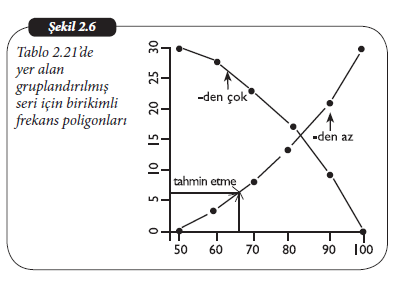 Şekil 2.6
Tablo 2.21'de
yer alan
gruplandırılmış
seri için birikimli
frekans poligonları
30
25
20
15
10
5
0
-den çok
-den az
tahmin etme
50 60 70 80 90 100